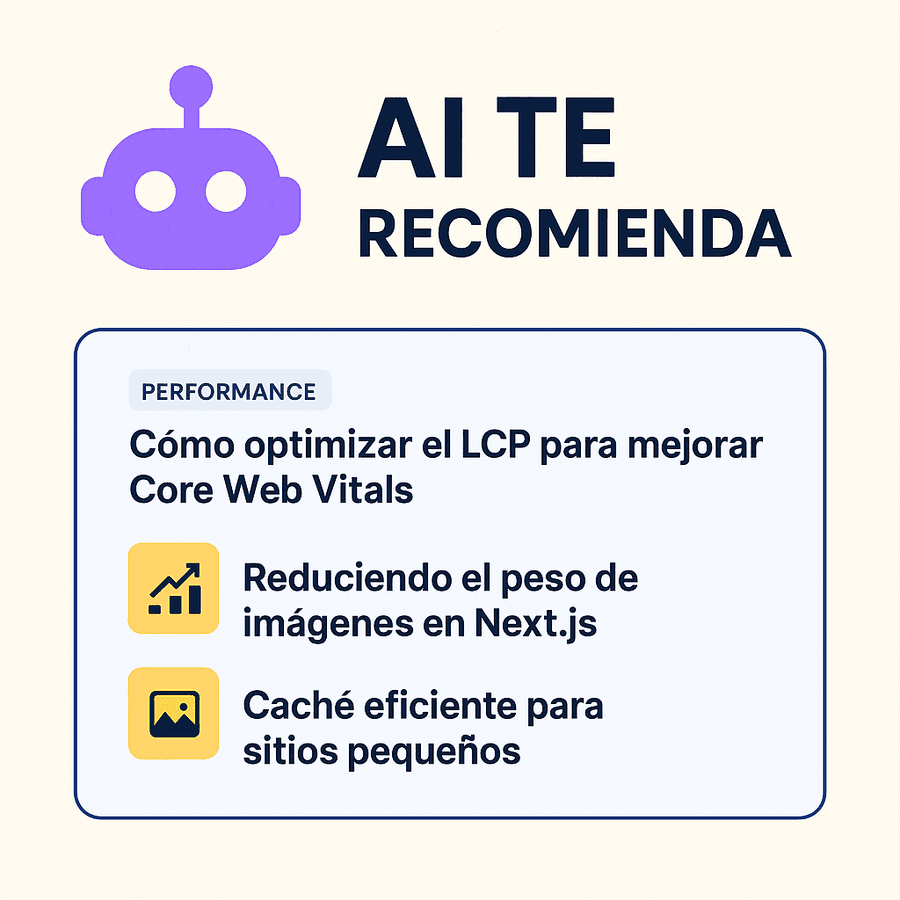 AI TE
RECOMIENDA
PERFORMANCE
Cómo optimizar el LCP para mejorar
Core Web Vitals
Reduciendo el peso de
imágenes en Next.js
Caché eficiente para
sitios pequeños